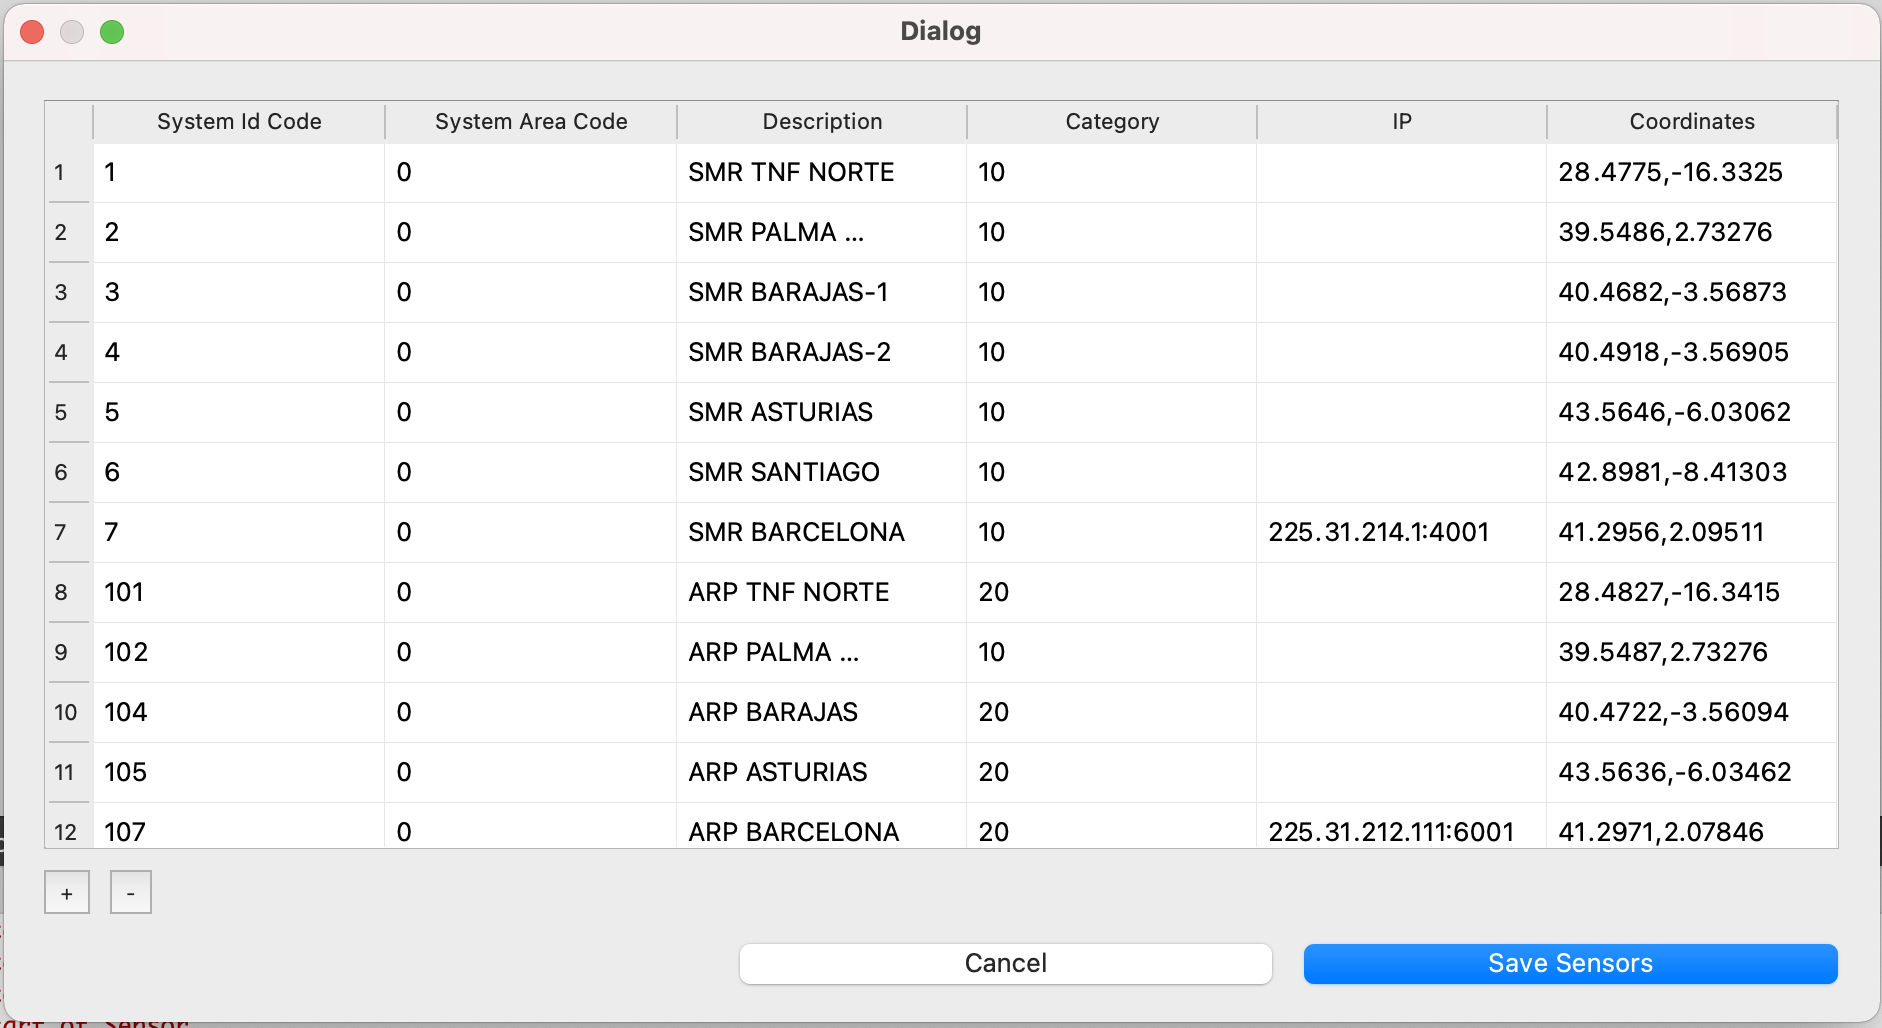 Dialog
System Id Code System Area Code Description Category IP Coordinates
1 1 0 SMR TNF NORTE 10 28.4775,-16.3325
2 2 0 SMR PALMA ... 10 39.5486,2.73276
3 3 0 SMR BARAJAS-1 10 40.4682,-3.56873
4 4 0 SMR BARAJAS-2 10 40.4918,-3.56905
5 5 0 SMR ASTURIAS 10 43.5646,-6.03062
6 6 0 SMR SANTIAGO 10 42.8981,-8.41303
7 7 0 SMR BARCELONA 10 225.31.214.1:4001 41.2956,2.09511
8 101 0 ARP TNF NORTE 20 28.4827,-16.3415
9 102 0 ARP PALMA ... 10 39.5487,2.73276
10 104 0 ARP BARAJAS 20 40.4722,-3.56094
11 105 0 ARP ASTURIAS 20 43.5636,-6.03462
12 107 0 ARP BARCELONA 20 225.31.212.111:6001 41.2971,2.07846
+ -
Cancel Save Sensors
of Sensor